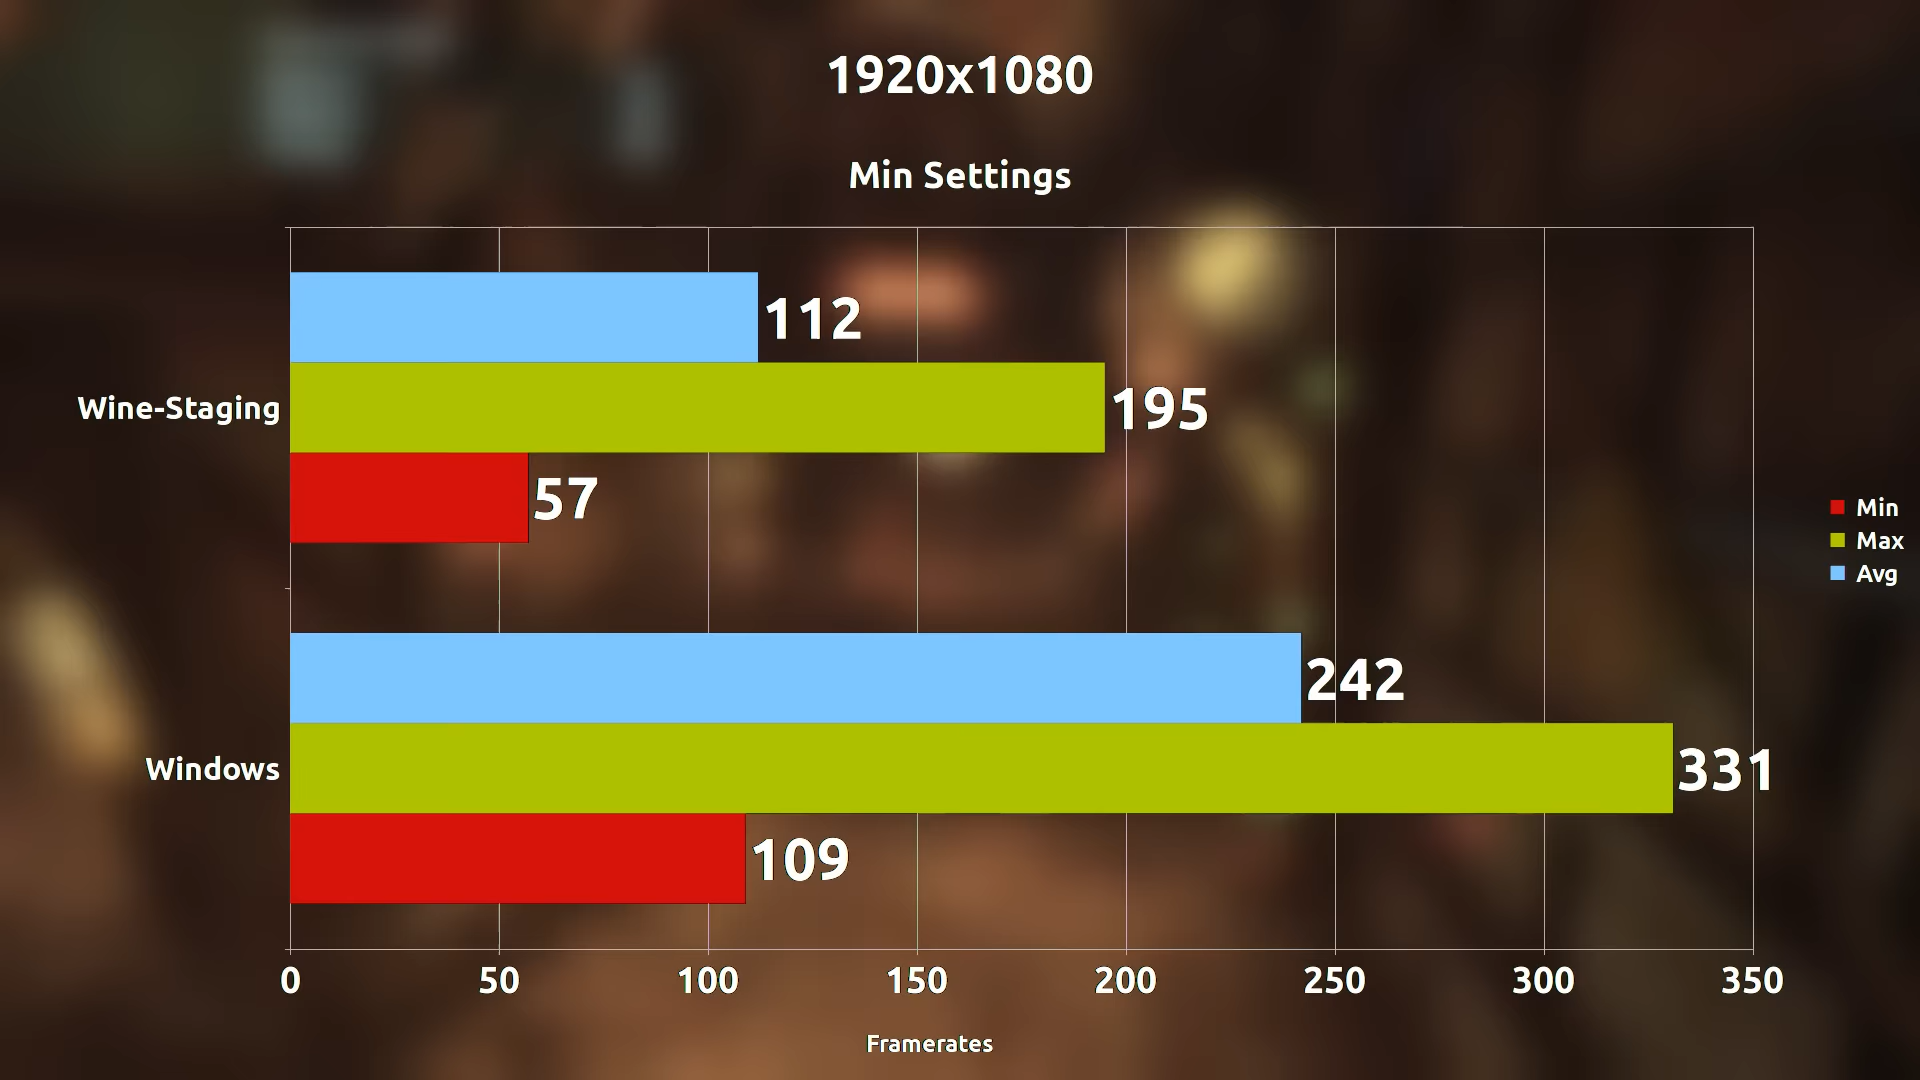 1920x1080
Min Settings
112
Wine-Staging
195
57
Min
Max
Avg
242
Windows
331
109
0 50 100 150 200 250 300 350
Framerates